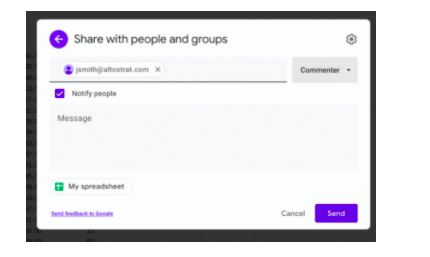 Share with people and groups
jsmith@altostrat.com
Commenter
Notify people
Message
My spreadsheet
Send feedback to Google
Cancel
Send